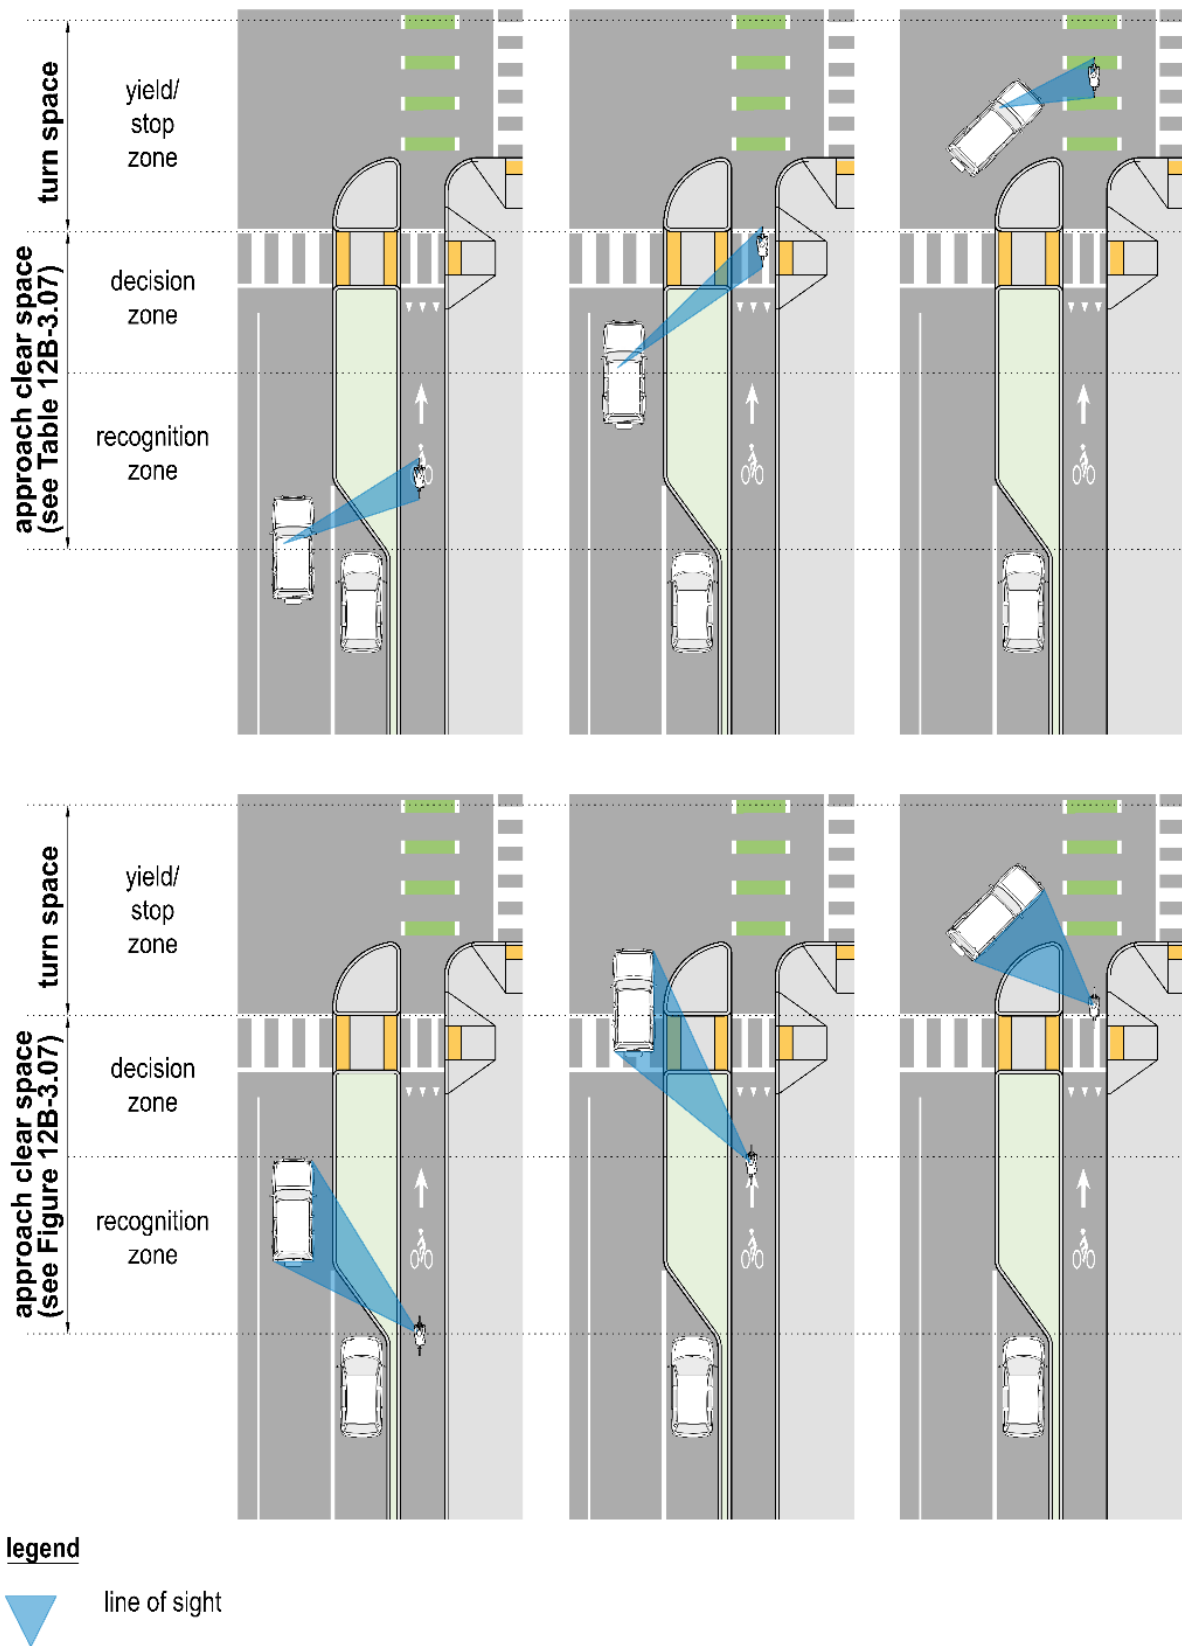 turn space
yield/
stop
zone
approach clear space
(see Table 12B-3.07)
decision
zone
recognition
zone
turn space
yield/
stop
zone
approach clear space
(see Figure 12B-3.07)
decision
zone
recognition
zone
legend
line of sight